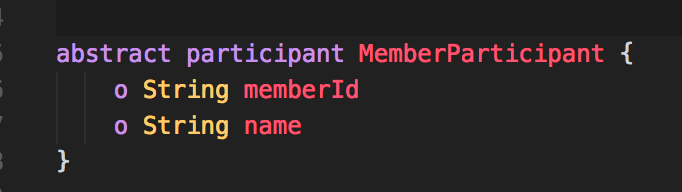 abstract participant MemberParticipant {
    o String memberId
    o String name
}